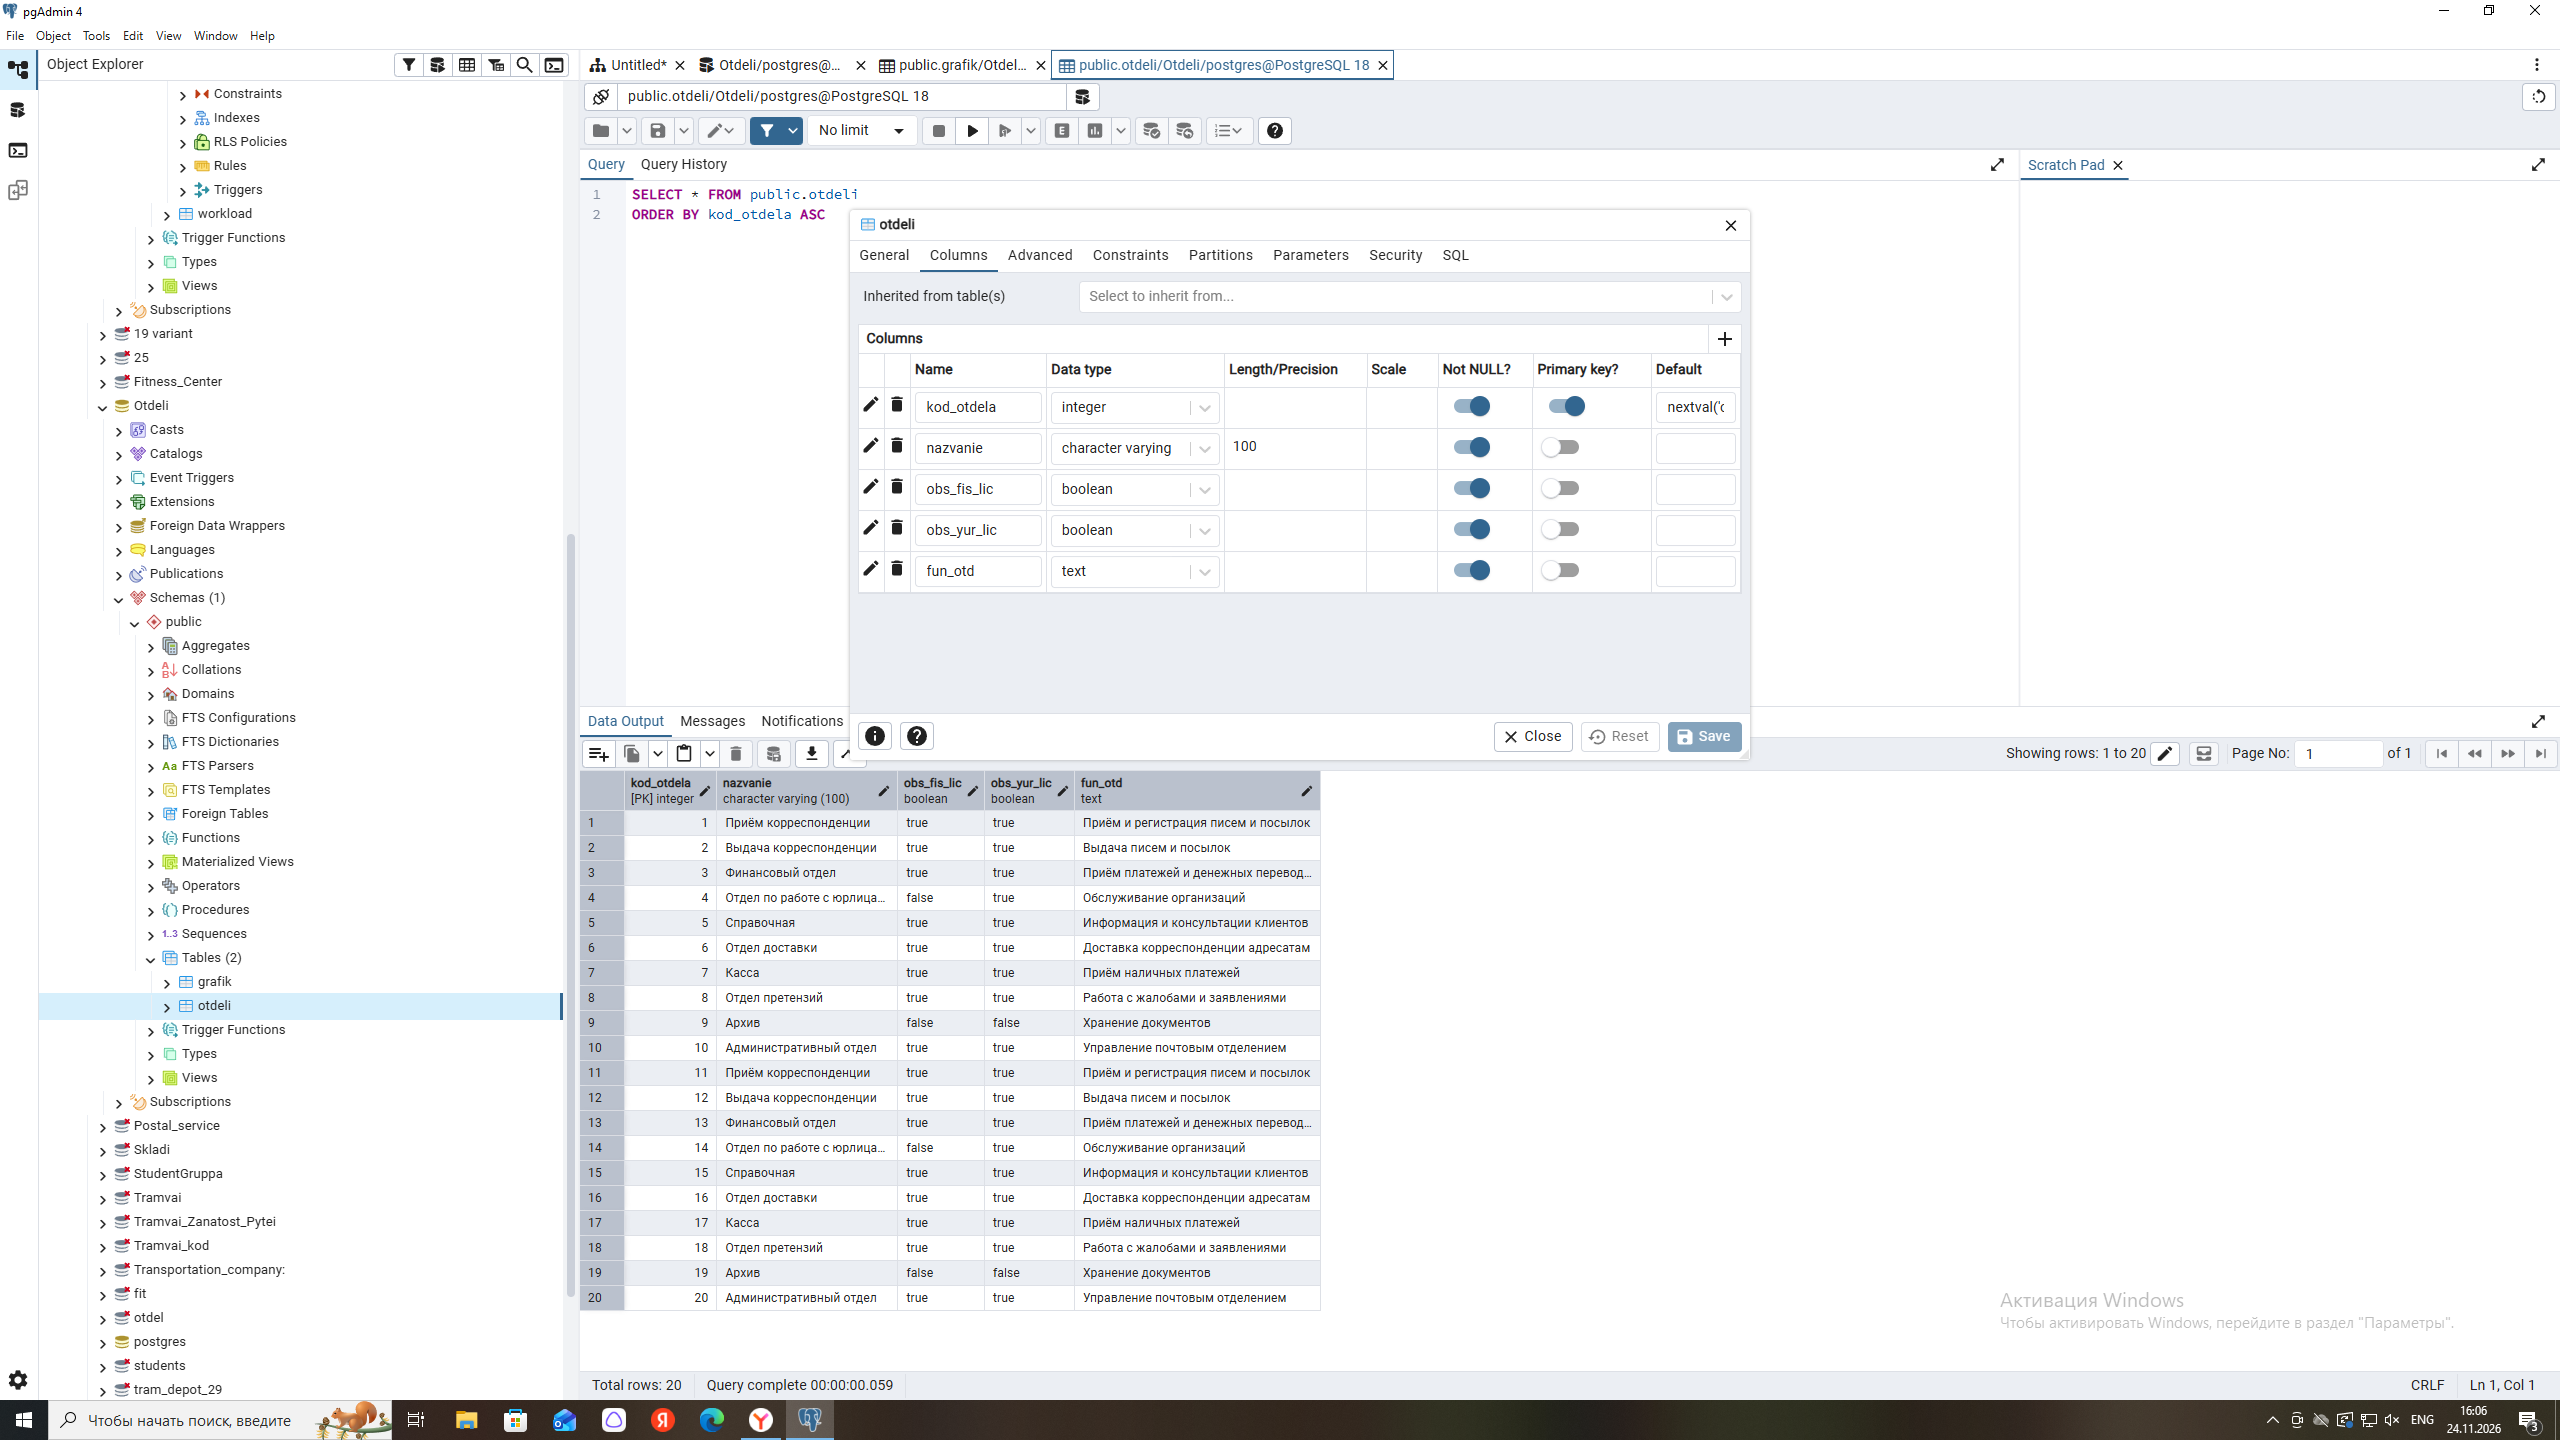 pgAdmin 4
File Object Tools Edit View Window Help
Object Explorer
Constraints
Indexes
RLS Policies
Rules
Triggers
workload
Trigger Functions
Types
Views
Subscriptions
19 variant
25
Fitness_Center
Otdeli
Casts
Catalogs
Event Triggers
Extensions
Foreign Data Wrappers
Languages
Publications
Schemas (1)
public
Aggregates
Collations
Domains
FTS Configurations
FTS Dictionaries
FTS Parsers
FTS Templates
Foreign Tables
Functions
Materialized Views
Operators
Procedures
Sequences
Tables (2)
grafik
otdeli
Trigger Functions
Types
Views
Subscriptions
Postal_service
Skladi
StudentGruppa
Tramvai
Tramvai_Zanatost_Pytei
Tramvai_kod
Transportation_company:
fit
otdel
postgres
students
tram_depot_29
Untitled* Otdeli/postgres@... public.grafik/Otdel... public.otdeli/Otdeli/postgres@PostgreSQL 18
public.otdeli/Otdeli/postgres@PostgreSQL 18
No limit
Query Query History
Scratch Pad
1 SELECT * FROM public.otdeli
2 ORDER BY kod_otdela ASC
otdeli
General Columns Advanced Constraints Partitions Parameters Security SQL
Inherited from table(s) Select to inherit from...
Columns
Name Data type Length/Precision Scale Not NULL? Primary key? Default
kod_otdela integer nextval('c
nazvanie character varying 100
obs_fis_lic boolean
obs_yur_lic boolean
fun_otd text
Close Reset Save
Data Output Messages Notifications
Showing rows: 1 to 20 Page No: 1 of 1
kod_otdela nazvanie obs_fis_lic obs_yur_lic fun_otd
[PK] integer character varying (100) boolean boolean text
1 1 Приём корреспонденции true true Приём и регистрация писем и посылок
2 2 Выдача корреспонденции true true Выдача писем и посылок
3 3 Финансовый отдел true true Приём платежей и денежных перевод...
4 4 Отдел по работе с юрлица... false true Обслуживание организаций
5 5 Справочная true true Информация и консультации клиентов
6 6 Отдел доставки true true Доставка корреспонденции адресатам
7 7 Касса true true Приём наличных платежей
8 8 Отдел претензий true true Работа с жалобами и заявлениями
9 9 Архив false false Хранение документов
10 10 Административный отдел true true Управление почтовым отделением
11 11 Приём корреспонденции true true Приём и регистрация писем и посылок
12 12 Выдача корреспонденции true true Выдача писем и посылок
13 13 Финансовый отдел true true Приём платежей и денежных перевод...
14 14 Отдел по работе с юрлица... false true Обслуживание организаций
15 15 Справочная true true Информация и консультации клиентов
16 16 Отдел доставки true true Доставка корреспонденции адресатам
17 17 Касса true true Приём наличных платежей
18 18 Отдел претензий true true Работа с жалобами и заявлениями
19 19 Архив false false Хранение документов
20 20 Административный отдел true true Управление почтовым отделением
Активация Windows
Чтобы активировать Windows, перейдите в раздел "Параметры".
Total rows: 20 Query complete 00:00:00.059 CRLF Ln 1, Col 1
Чтобы начать поиск, введите
ENG
16:06
24.11.2026
3